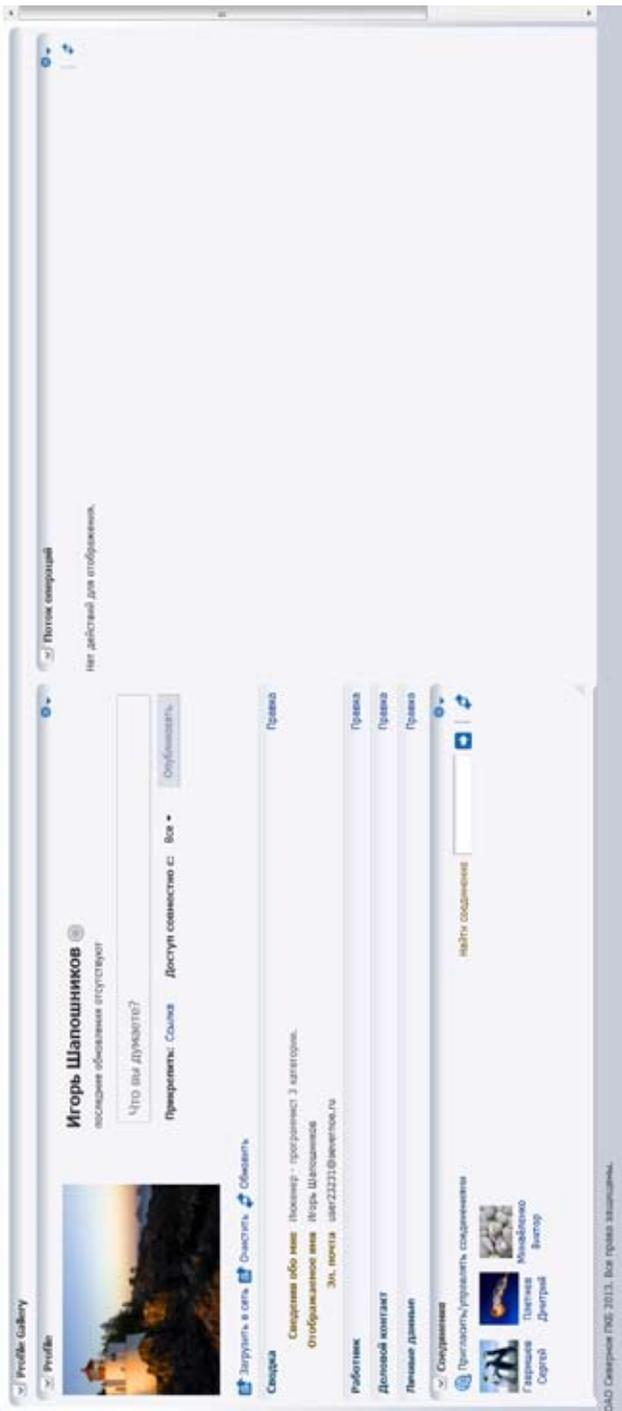 Profile Gallery
Profile
Игорь Шапошников
последние обновления отсутствуют
Что вы думаете?
Прикрепить: Ссылка Доступ совместно с: Все
Опубликовать
Загрузить в сеть Очистить Обновить
Сводка Правка
Сведения обо мне Инженер - программист 3 категории.
Отображаемое имя Игорь Шапошников
Эл. почта user23231@severnoe.ru
Работник Правка
Деловой контакт Правка
Личные данные Правка
Соединения
Пригласить/управлять соединениями
Найти соединение
Гавришов Сергей
Плетнев Дмитрий
Михайленко Виктор
Поток операций
Нет действий для отображения.
ОАО Северное ПКБ 2013. Все права защищены.